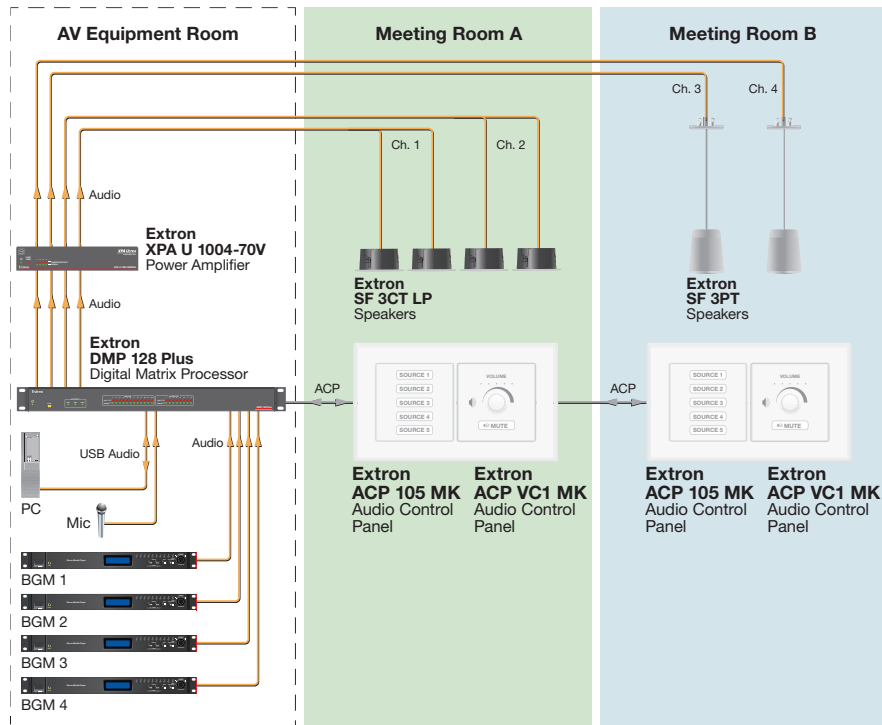 AV Equipment Room
Meeting Room A
Meeting Room B
Ch. 3
Ch. 4
Ch. 1
Ch. 2
Audio
Extron
XPA U 1004-70V
Power Amplifier
Extron
SF 3CT LP
Speakers
Extron
SF 3PT
Speakers
Audio
Extron
DMP 128 Plus
Digital Matrix Processor
ACP
SOURCE 1
SOURCE 2
SOURCE 3
SOURCE 4
SOURCE 5
VOLUME
MUTE
ACP
SOURCE 1
SOURCE 2
SOURCE 3
SOURCE 4
SOURCE 5
VOLUME
MUTE
USB Audio
Audio
PC
Mic
Extron
ACP 105 MK
Audio Control
Panel
Extron
ACP VC1 MK
Audio Control
Panel
Extron
ACP 105 MK
Audio Control
Panel
Extron
ACP VC1 MK
Audio Control
Panel
BGM 1
BGM 2
BGM 3
BGM 4